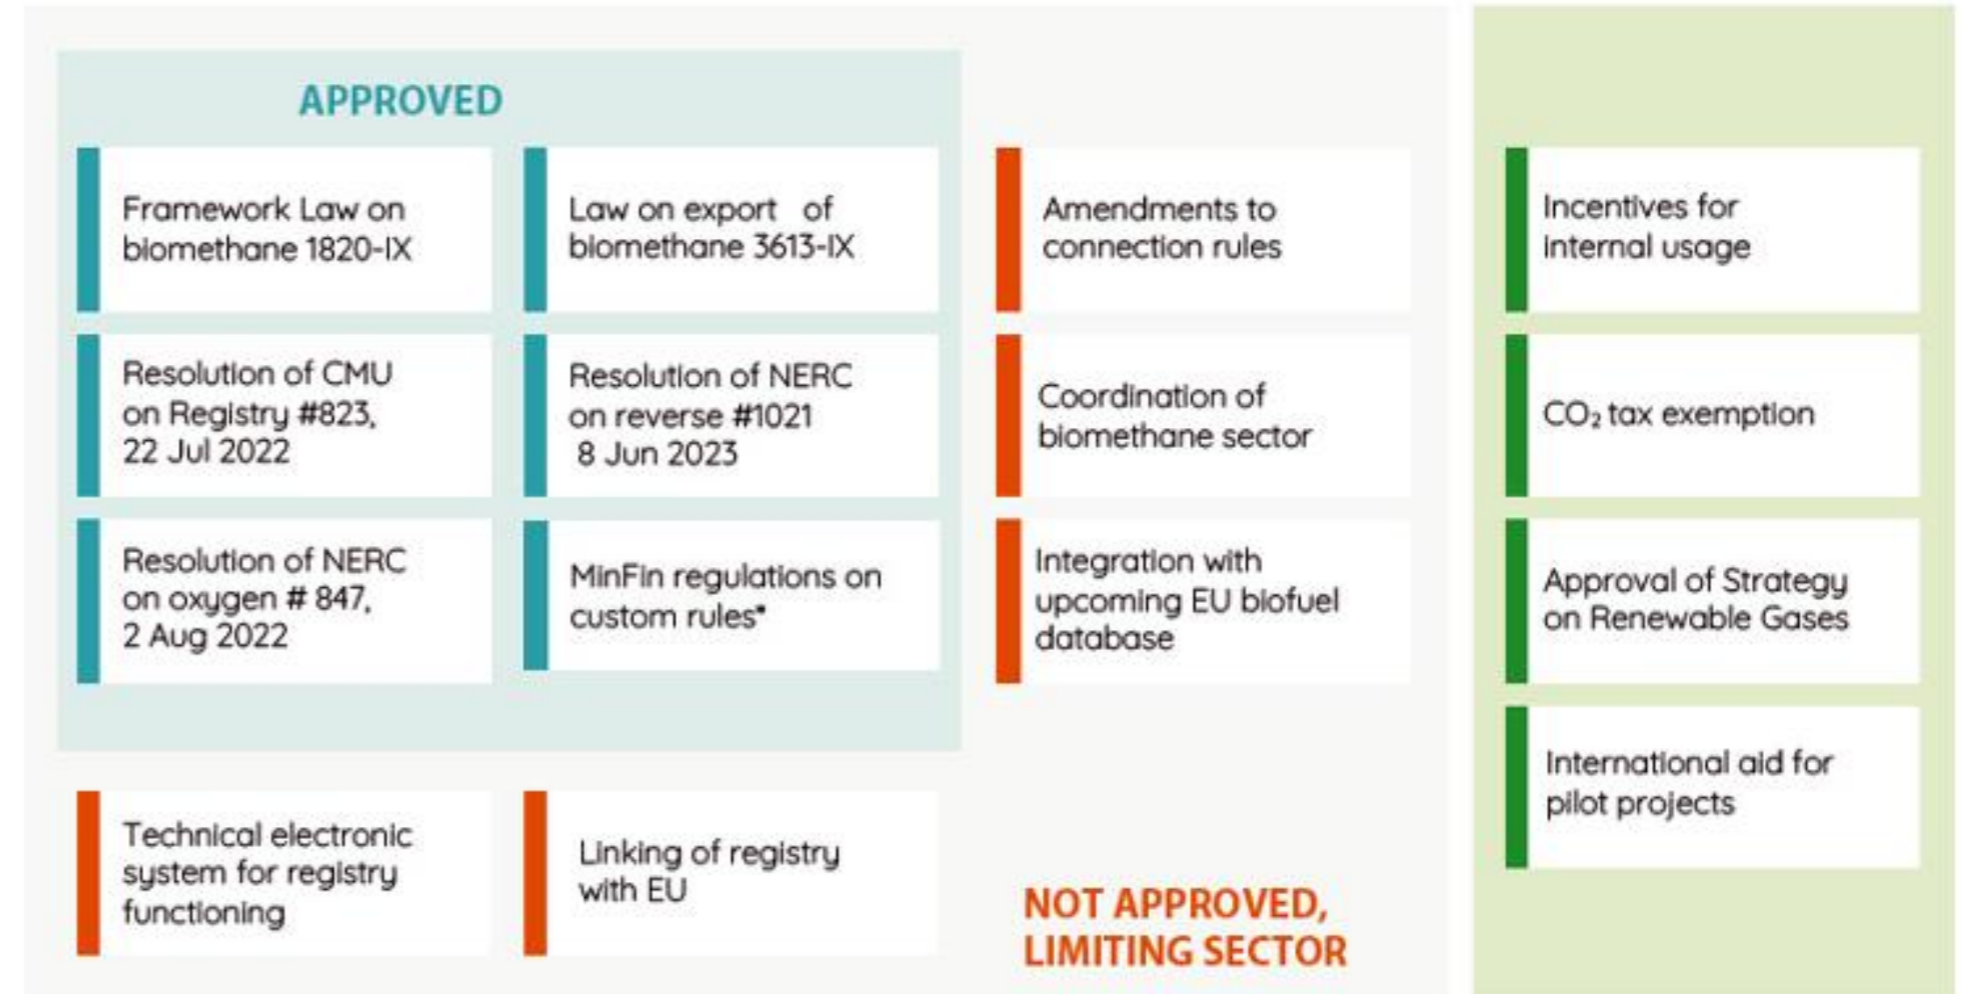 APPROVED
Framework Law on
biomethane 1820-IX
Law on export of
biomethane 3613-IX
Amendments to
connection rules
Incentives for
internal usage
Resolution of CMU
on Registry #823,
22 Jul 2022
Resolution of NERC
on reverse #1021
8 Jun 2023
Coordination of
biomethane sector
CO₂ tax exemption
Resolution of NERC
on oxygen # 847,
2 Aug 2022
MinFin regulations on
custom rules*
Integration with
upcoming EU biofuel
database
Approval of Strategy
on Renewable Gases
International aid for
pilot projects
Technical electronic
system for registry
functioning
Linking of registry
with EU
NOT APPROVED,
LIMITING SECTOR